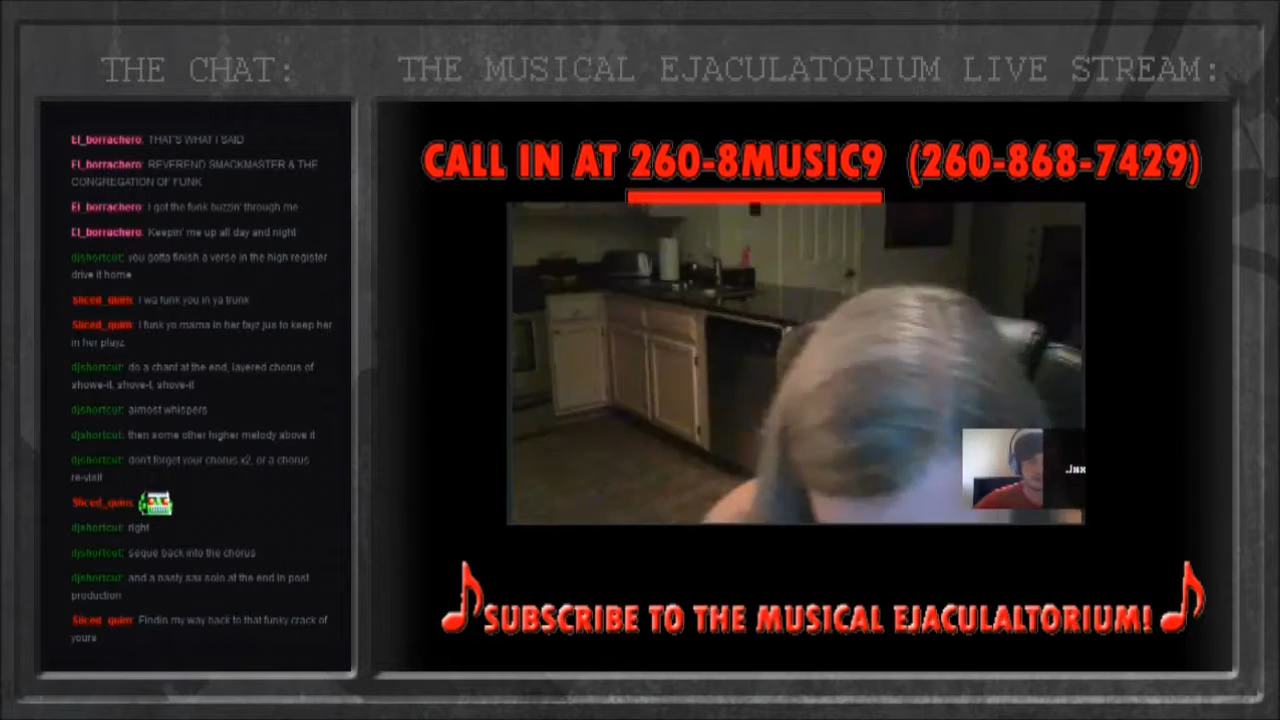 THE CHAT:
THE MUSICAL EJACULATORIUM LIVE STREAM:
El_borrachero: THAT'S WHAT I SAID
El_borrachero: REVEREND SMACKMASTER & THE
CONGREGATION OF FUNK
El_borrachero: I got the funk buzzin' through me
El_borrachero: Keepin' me up all day and night
djshortcut: you gotta finish a verse in the high register
drive it home
Sliced_quim: I wa funk you in ya trunk
Sliced_quim: I funk yo mama in her fayz jus to keep her
in her playz
djshortcut: do a chant at the end, layered chorus of
showe-it, shove-t, shove-it
djshortcut: almost whispers
djshortcut: then some other higher melody above it
djshortcut: don't forget your chorus x2, or a chorus
re-visit
Sliced_quim:
djshortcut: right
djshortcut: seque back into the chorus
djshortcut: and a nasty sax solo at the end in post
production
Sliced_quim: Findin my way back to that funky crack of
yours
CALL IN AT 260-8MUSIC9 (260-868-7429)
.Jax
SUBSCRIBE TO THE MUSICAL EJACULALTORIUM!